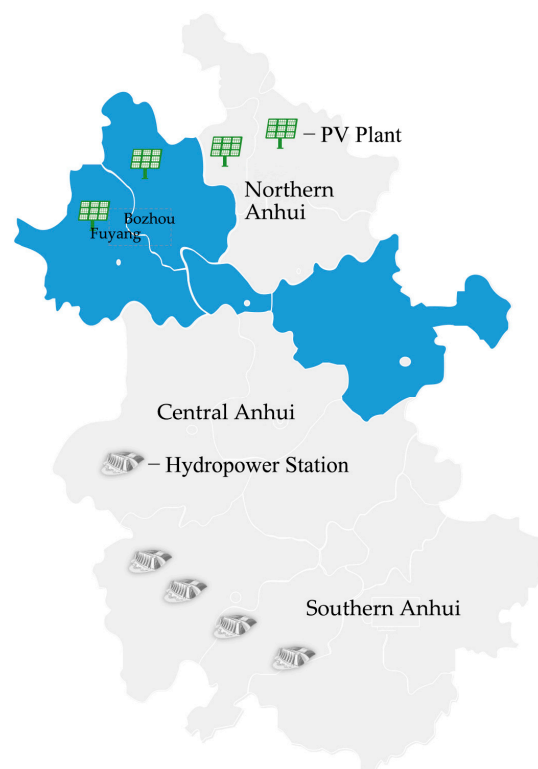 – PV Plant
Northern
Anhui
Bozhou
Fuyang
Central Anhui
– Hydropower Station
Southern Anhui